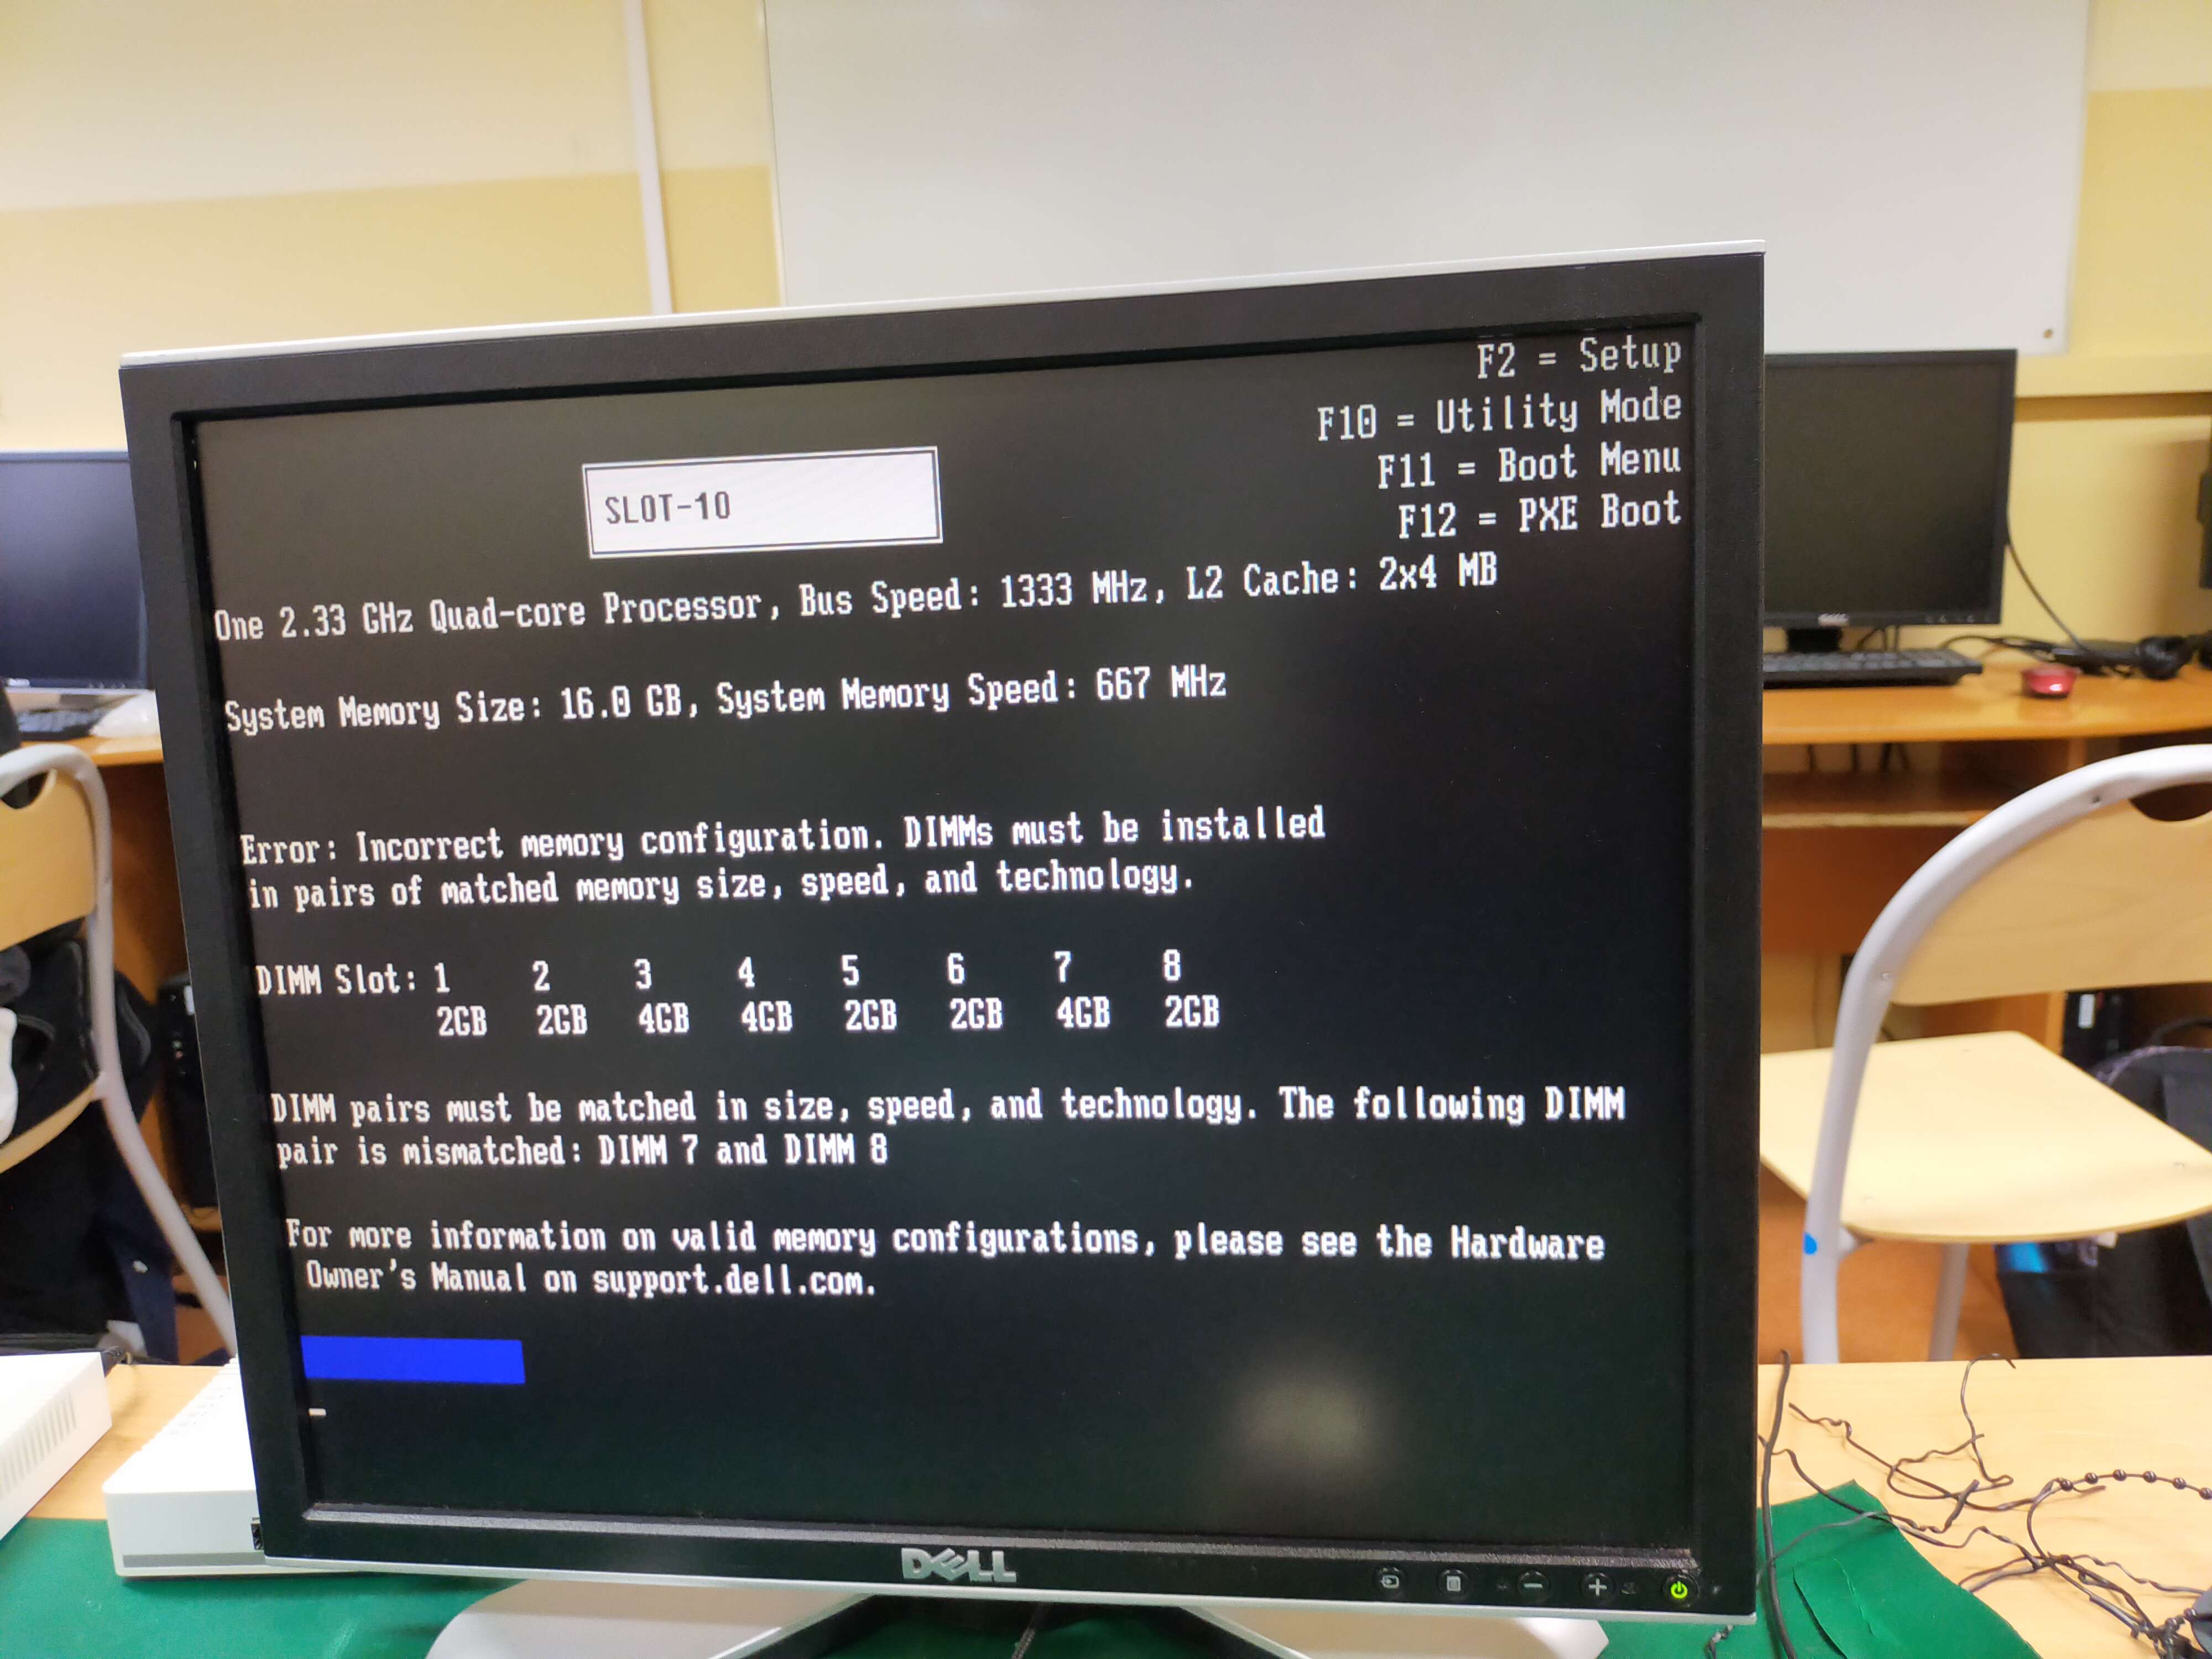 F2 = Setup
F10 = Utility Mode
F11 = Boot Menu
F12 = PXE Boot
SLOT-10
One 2.33 GHz Quad-core Processor, Bus Speed: 1333 MHz, L2 Cache: 2x4 MB
System Memory Size: 16.0 GB, System Memory Speed: 667 MHz
Error: Incorrect memory configuration. DIMMs must be installed
in pairs of matched memory size, speed, and technology.
DIMM Slot: 1 2 3 4 5 6 7 8
2GB 2GB 4GB 4GB 2GB 2GB 4GB 2GB
DIMM pairs must be matched in size, speed, and technology. The following DIMM
pair is mismatched: DIMM 7 and DIMM 8
For more information on valid memory configurations, please see the Hardware
Owner's Manual on support.dell.com.
DELL